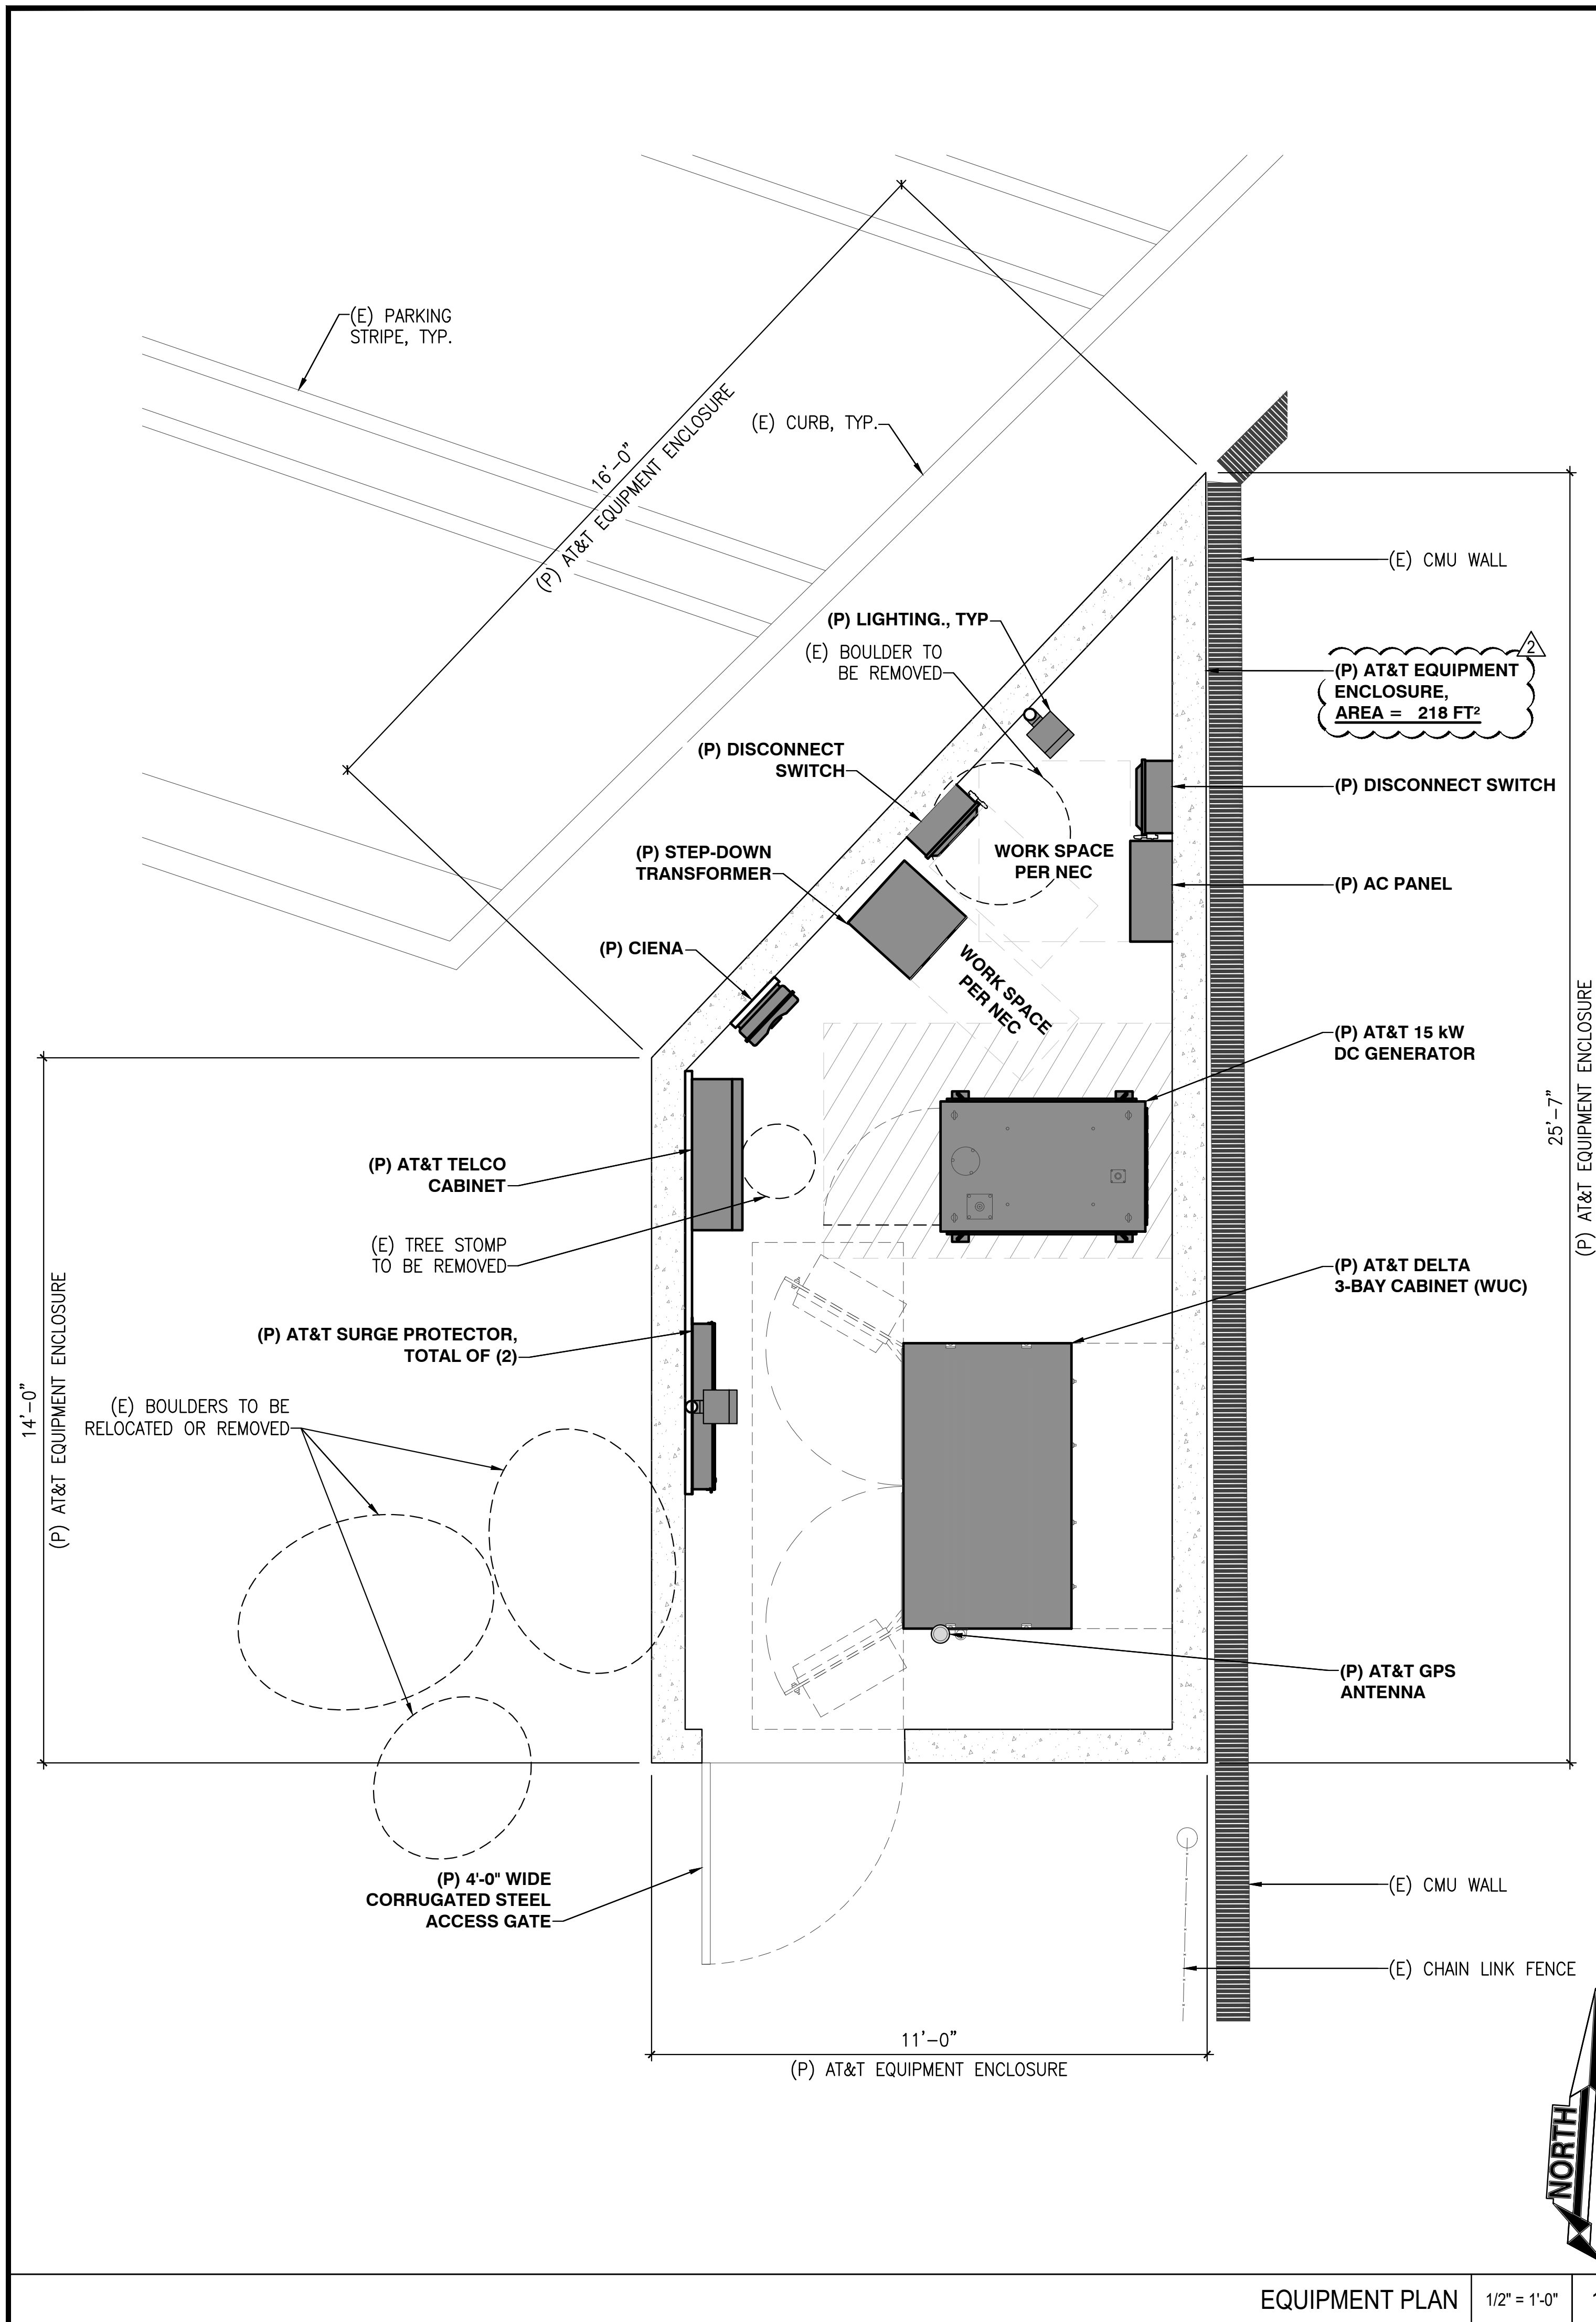 (E) PARKING
STRIPE, TYP.
16'-0"
(P) AT&T EQUIPMENT ENCLOSURE
(E) CURB, TYP.
(E) CMU WALL
(P) LIGHTING., TYP
(E) BOULDER TO
BE REMOVED
2
(P) AT&T EQUIPMENT
ENCLOSURE,
AREA = 218 FT²
(P) DISCONNECT
SWITCH
(P) DISCONNECT SWITCH
(P) STEP-DOWN
TRANSFORMER
WORK SPACE
PER NEC
(P) AC PANEL
(P) CIENA
WORK SPACE
PER NEC
(P) AT&T 15 kW
DC GENERATOR
25'-7"
(P) AT&T EQUIPMENT ENCLOSURE
(P) AT&T TELCO
CABINET
(E) TREE STOMP
TO BE REMOVED
(P) AT&T DELTA
3-BAY CABINET (WUC)
(P) AT&T SURGE PROTECTOR,
TOTAL OF (2)
14'-0"
(P) AT&T EQUIPMENT ENCLOSURE
(E) BOULDERS TO BE
RELOCATED OR REMOVED
(P) AT&T GPS
ANTENNA
(P) 4'-0" WIDE
CORRUGATED STEEL
ACCESS GATE
(E) CMU WALL
(E) CHAIN LINK FENCE
11'-0"
(P) AT&T EQUIPMENT ENCLOSURE
NORTH
EQUIPMENT PLAN
1/2" = 1'-0"